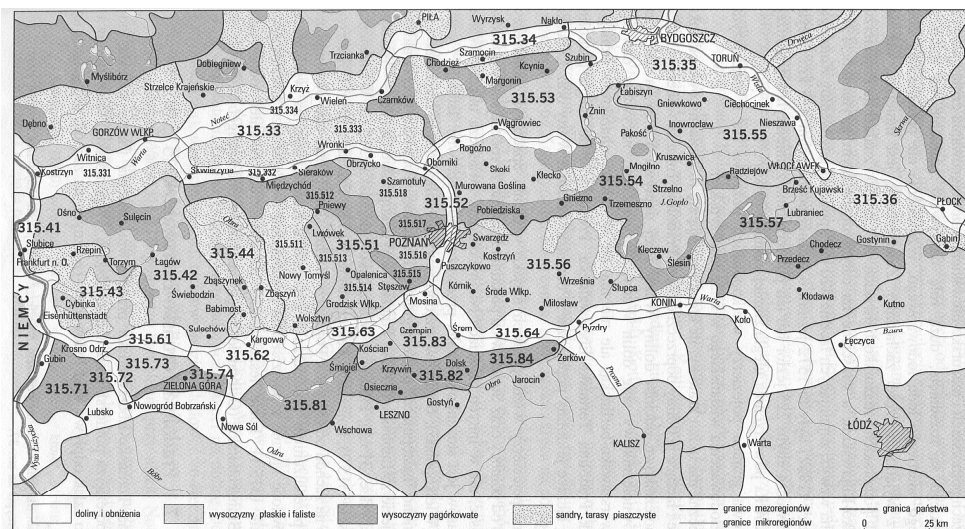 PIŁA
Wyrzysk
Nakło
315.34
BYDGOSZCZ
Drwęca
Trzcianka
Szamocin
Dobiegniew
Chodzież
Kcynia
Szubin
315.35
TORUŃ
Myślibórz
Margonin
Wisła
Strzelce Krajeńskie
Krzyż
Wieleń
Czarnków
315.53
Łabiszyn
Gniewkowo
Ciechocinek
315.334
Noteć
Żnin
Nieszawa
Skrwa
Dębno
GORZÓW WLKP.
315.33
315.333
Wągrowiec
Pakość
Inowrocław
315.55
Warta
Wronki
Rogoźno
Witnica
Obrzycko
Oborniki
Skoki
Kruszwica
WŁOCŁAWEK
Kostrzyn
315.331
Skwierzyna
315.332
Sieraków
Mogilno
315.54
Radziejów
Międzychód
Szamotuły
Kłecko
Strzelno
Brześć Kujawski
315.518
Murowana Goślina
315.36
315.512
315.52
Gniezno
Trzemeszno
J.Gopło
PŁOCK
Ośno
Sulęcin
Obra
Pniewy
Pobiedziska
315.57
Lubraniec
315.41
Lwówek
315.517
Słubice
315.44
315.511
315.51
POZNAŃ
Swarzędz
Gostynin
Gąbin
Frankfurt n. O.
Rzepin
Torzym
Łagów
315.513
315.516
Kostrzyn
Kleczew
Ślesin
Chodecz
315.42
Zbąszynek
Nowy Tomyśl
Opalenica
Puszczykowo
315.56
Przedecz
315.43
Świebodzin
Zbąszyń
315.514
315.515
Stęszew
Września
Słupca
Cybinka
Babimost
Grodzisk Wlkp.
Mosina
Kórnik
Środa Wlkp.
Kłodawa
Kutno
Eisenhüttenstadt
Miłosław
KONIN
Warta
NIEMCY
Sulechów
Wolsztyn
Koło
Krosno Odrz.
315.61
Kargowa
315.63
Czempiń
Śrem
315.64
Pyzdry
Bzura
Gubin
315.62
Kościan
315.83
Łęczyca
315.73
Śmigiel
Krzywiń
Dolsk
315.84
Żerków
315.72
315.74
315.82
315.71
ZIELONA GÓRA
Osieczna
Obra
Jarocin
Prosna
Lubsko
Nowogród Bobrzański
315.81
LESZNO
Gostyń
Nowa Sól
Wschowa
ŁÓDŹ
Nysa Łużycka
Odra
KALISZ
Warta
Bóbr
doliny i obniżenia
wysoczyzny płaskie i faliste
wysoczyzny pagórkowate
sandry, tarasy piaszczyste
granice mezoregionów
granica państwa
granice mikroregionów
0 25 km